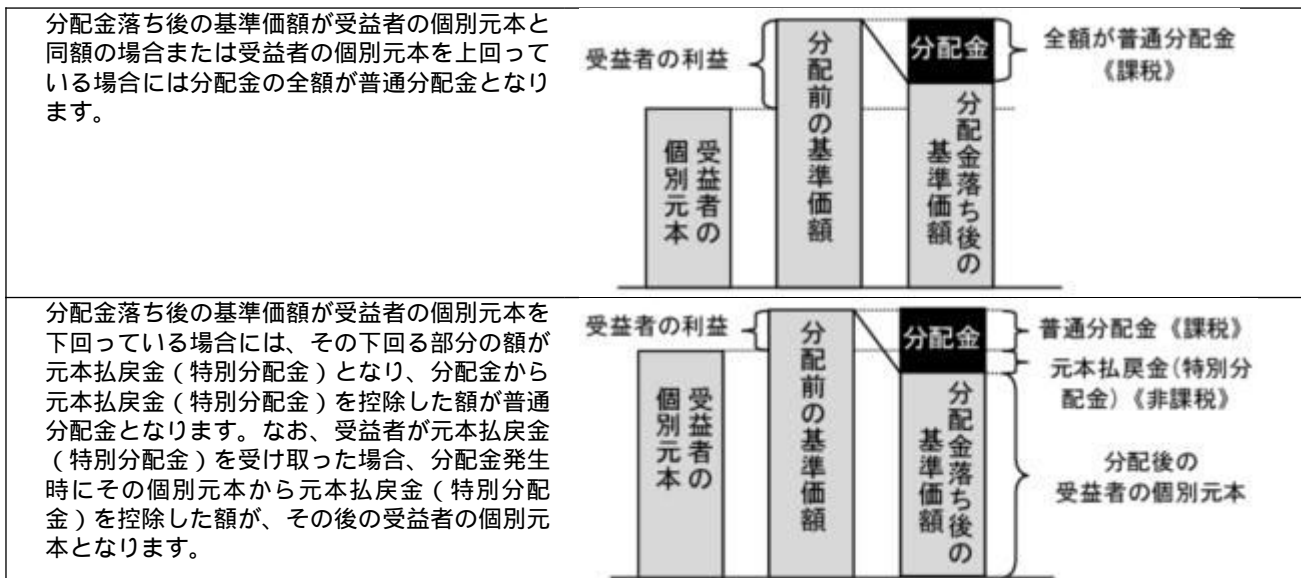 分配金落ち後の基準価額が受益者の個別元本と
同額の場合または受益者の個別元本を上回って
いる場合には分配金の全額が普通分配金となり
ます。
受益者の利益
受益者の
個別元本
分配前の基準価額
分配金
分配金落ち後の
基準価額
全額が普通分配金
《課税》
分配金落ち後の基準価額が受益者の個別元本を
下回っている場合には、その下回る部分の額が
元本払戻金(特別分配金)となり、分配金から
元本払戻金(特別分配金)を控除した額が普通
分配金となります。なお、受益者が元本払戻金
(特別分配金)を受け取った場合、分配金発生
時にその個別元本から元本払戻金(特別分配
金)を控除した額が、その後の受益者の個別元
本となります。
受益者の利益
受益者の
個別元本
分配前の基準価額
分配金
分配金落ち後の
基準価額
普通分配金《課税》
元本払戻金(特別分
配金)《非課税》
分配後の
受益者の個別元本